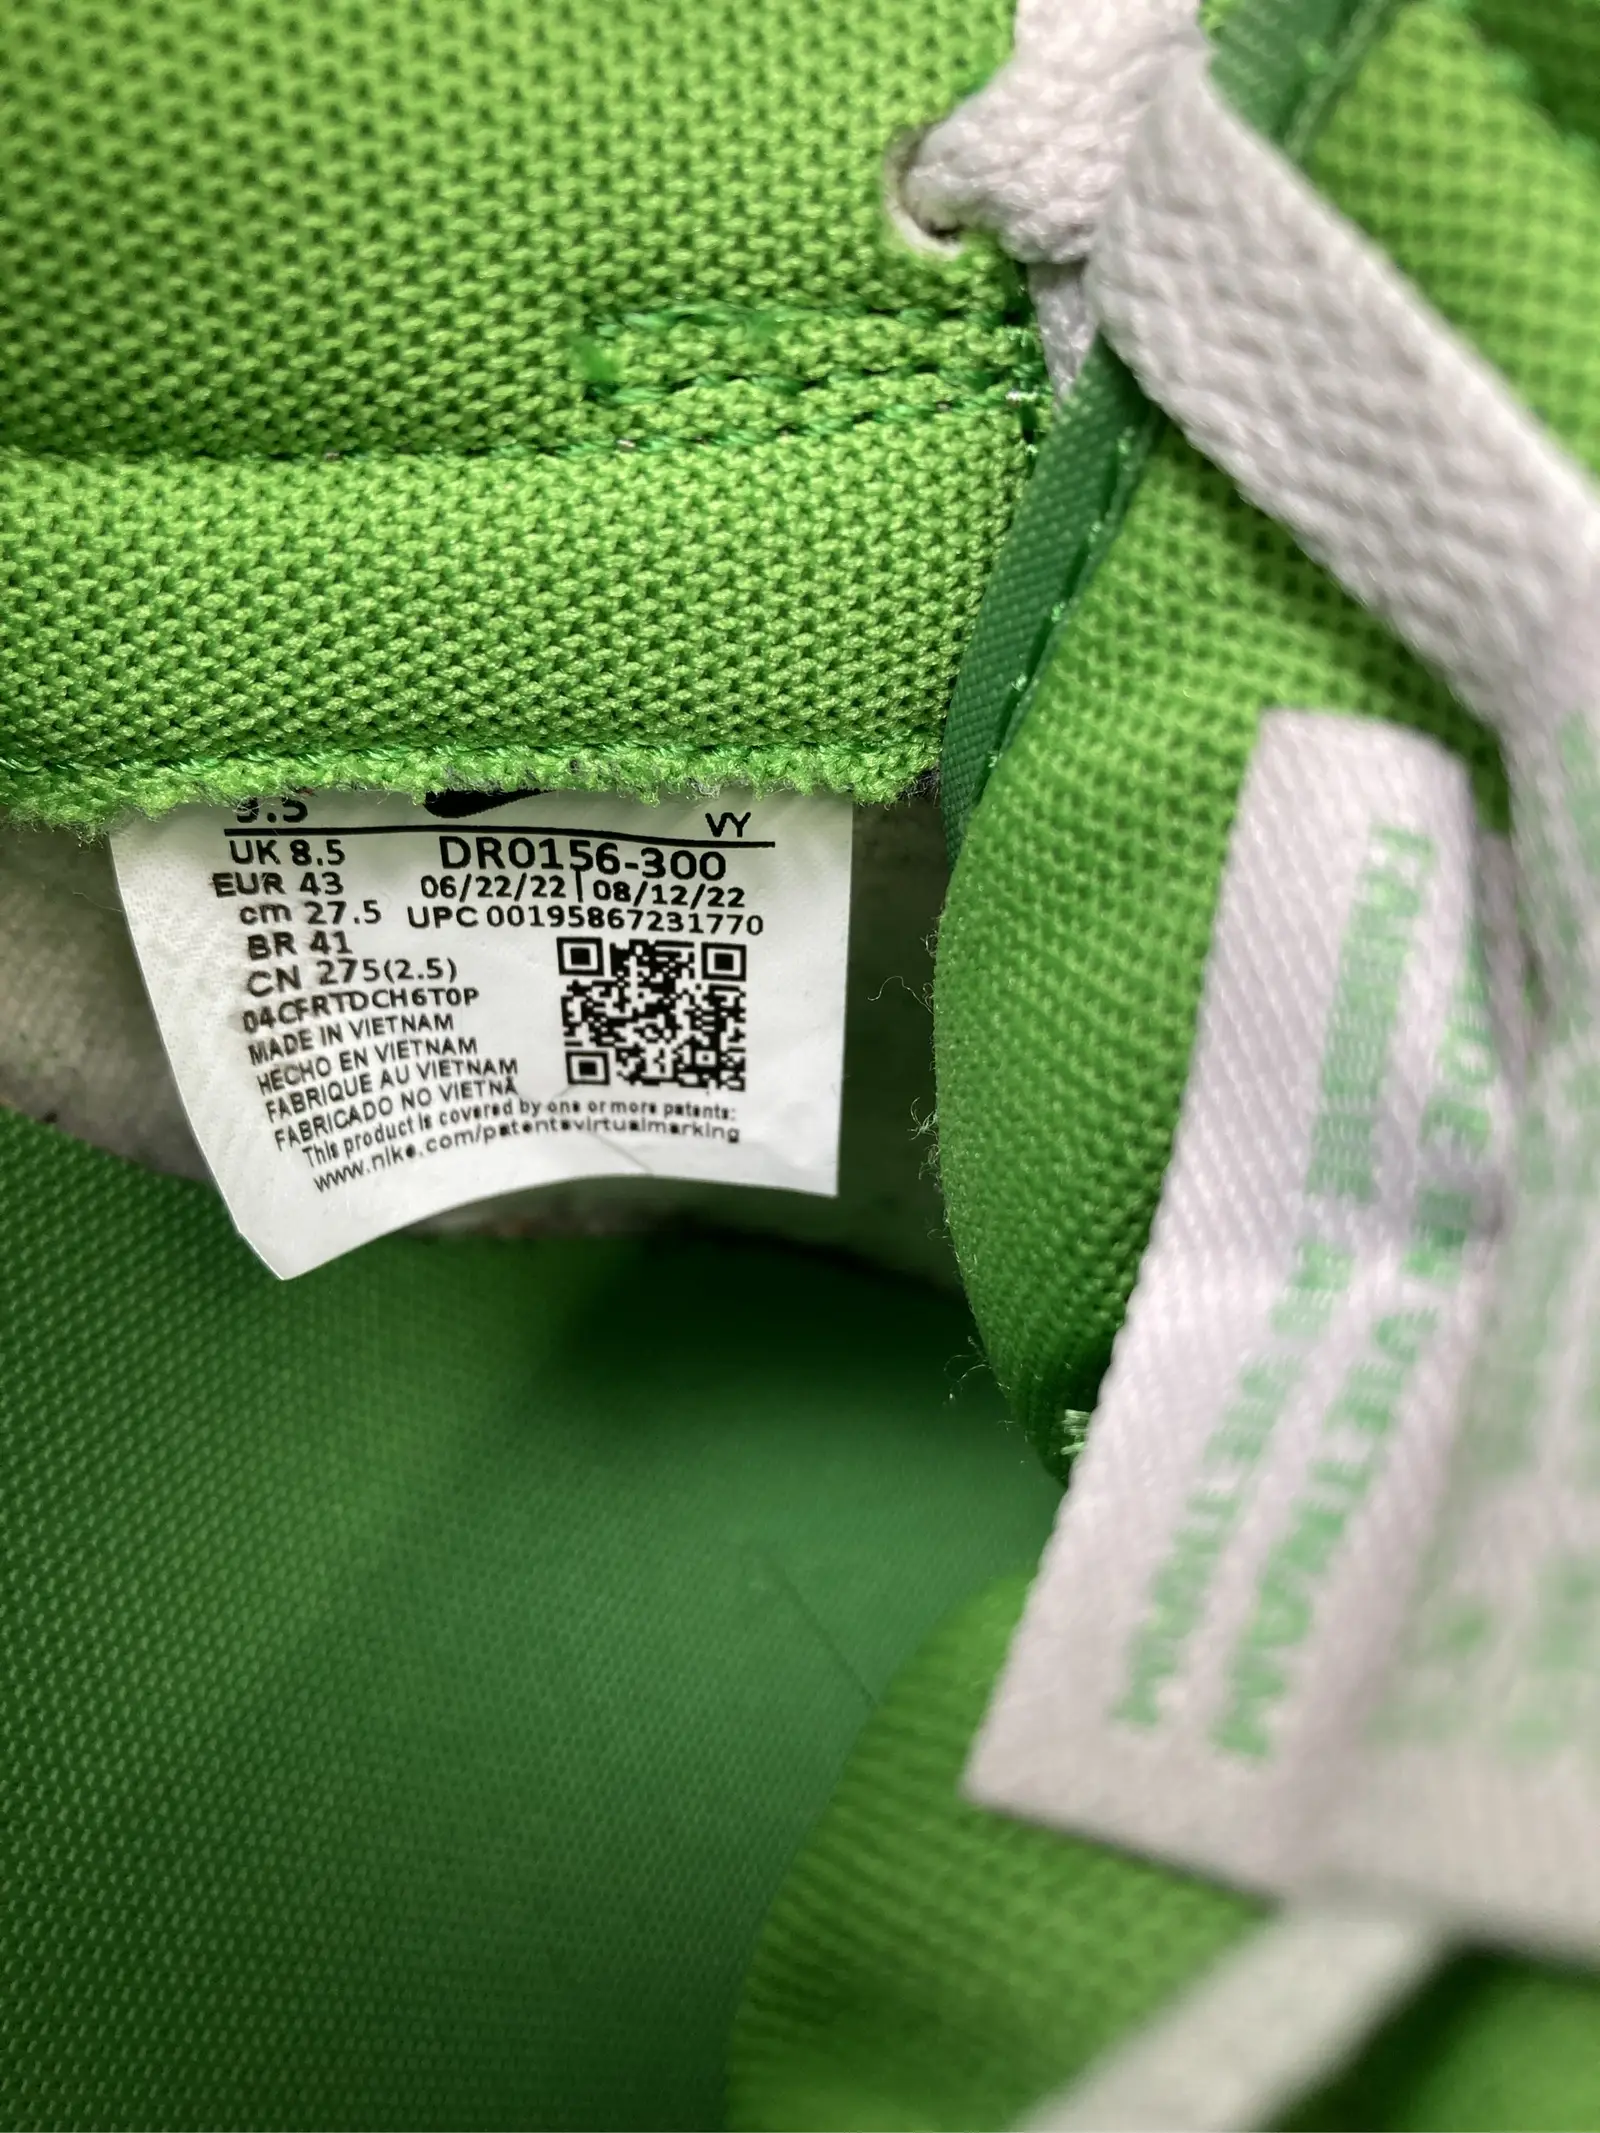 9.5
VY
UK 8.5
DR0156-300
EUR 43
06/22/22 | 08/12/22
cm 27.5
UPC 00195867231770
BR 41
CN 275(2.5)
04CFRTDCH6T0P
MADE IN VIETNAM
HECHO EN VIETNAM
FABRIQUE AU VIETNAM
FABRICADO NO VIETNÃ
This product is covered by one or more patents:
www.nike.com/patentsvirtualmarking